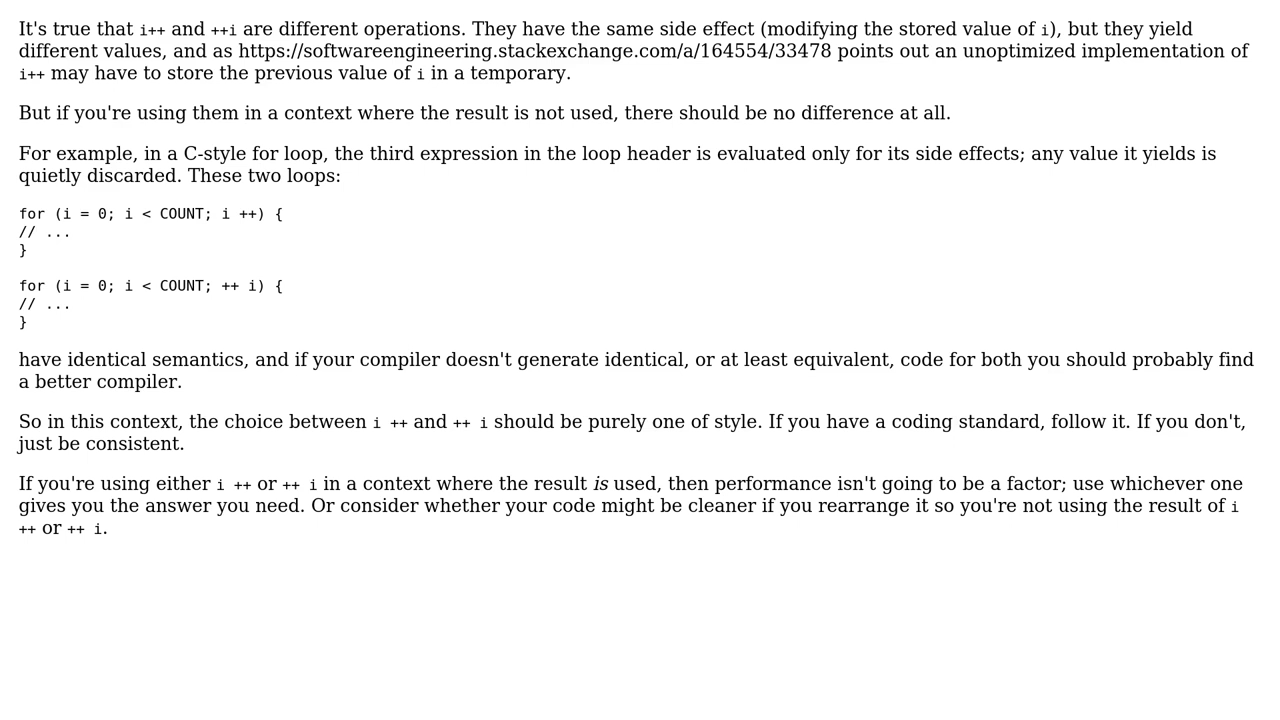 It's true that i++ and ++i are different operations. They have the same side effect (modifying the stored value of i), but they yield
different values, and as https://softwareengineering.stackexchange.com/a/164554/33478 points out an unoptimized implementation of
i++ may have to store the previous value of i in a temporary.
But if you're using them in a context where the result is not used, there should be no difference at all.
For example, in a C-style for loop, the third expression in the loop header is evaluated only for its side effects; any value it yields is
quietly discarded. These two loops:
for (i = 0; i < COUNT; i ++) {
// ...
}
for (i = 0; i < COUNT; ++ i) {
// ...
}
have identical semantics, and if your compiler doesn't generate identical, or at least equivalent, code for both you should probably find
a better compiler.
So in this context, the choice between i ++ and ++ i should be purely one of style. If you have a coding standard, follow it. If you don't,
just be consistent.
If you're using either i ++ or ++ i in a context where the result is used, then performance isn't going to be a factor; use whichever one
gives you the answer you need. Or consider whether your code might be cleaner if you rearrange it so you're not using the result of i
++ or ++ i.